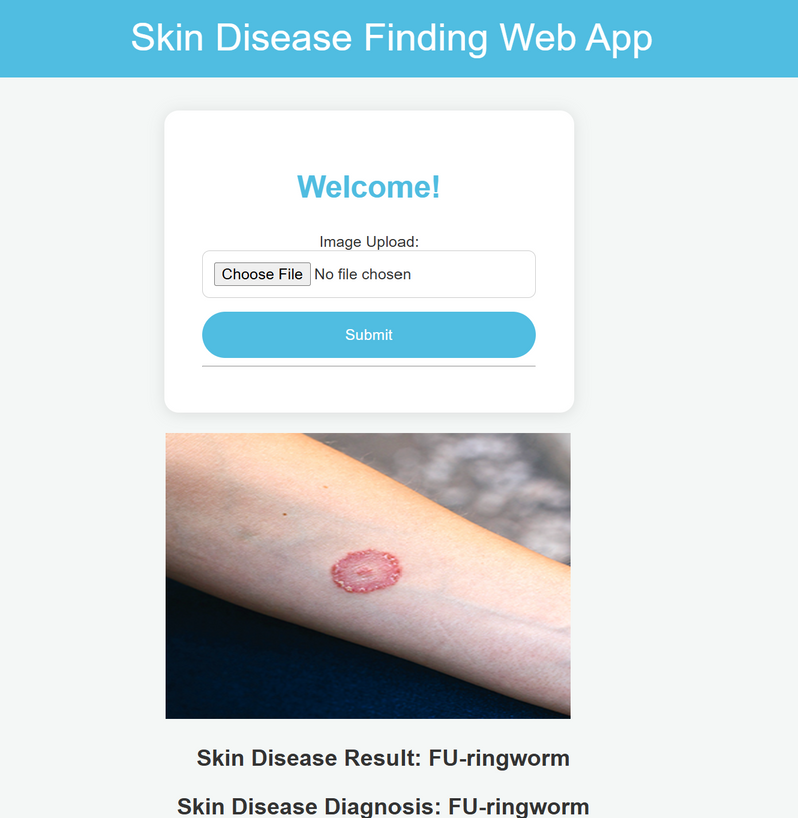 Skin Disease Finding Web App
Welcome!
Image Upload:
Choose File No file chosen
Submit
Skin Disease Result: FU-ringworm
Skin Disease Diagnosis: FU-ringworm